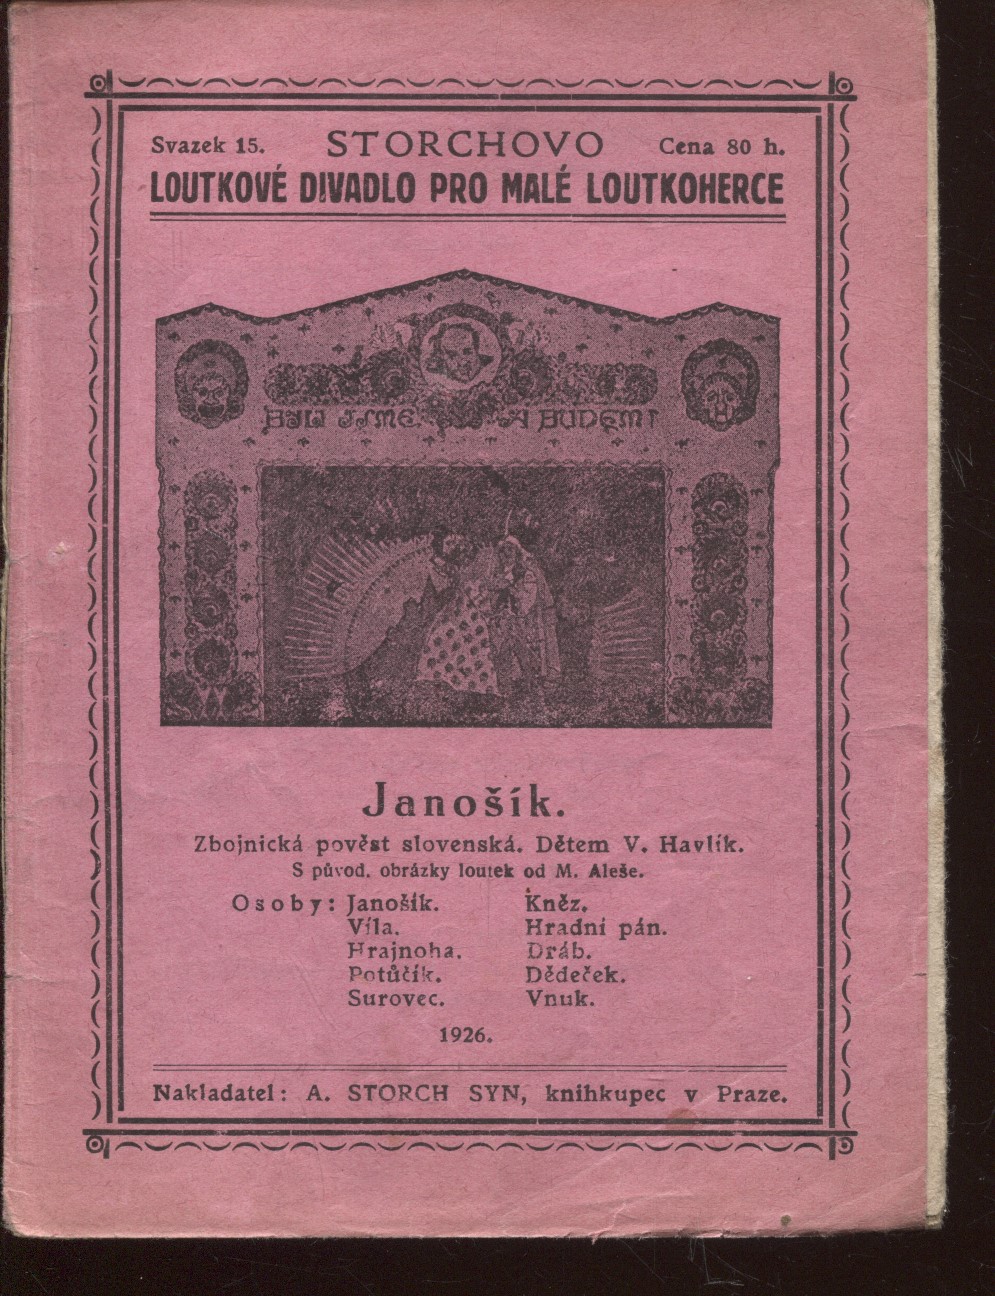 Svazek 15. STORCHOVO Cena 80 h.
LOUTKOVÉ DIVADLO PRO MALÉ LOUTKOHERCE
BYLI JSME A BUDEM!
Janošík.
Zbojnická pověst slovenská. Dětem V. Havlík.
S původ. obrázky loutek od M. Aleše.
Osoby: Janošík. Kněz.
Víla. Hradní pán.
Hrajnoha. Dráb.
Potůčík. Dědeček.
Surovec. Vnuk.
1926.
Nakladatel: A. STORCH SYN, knihkupec v Praze.